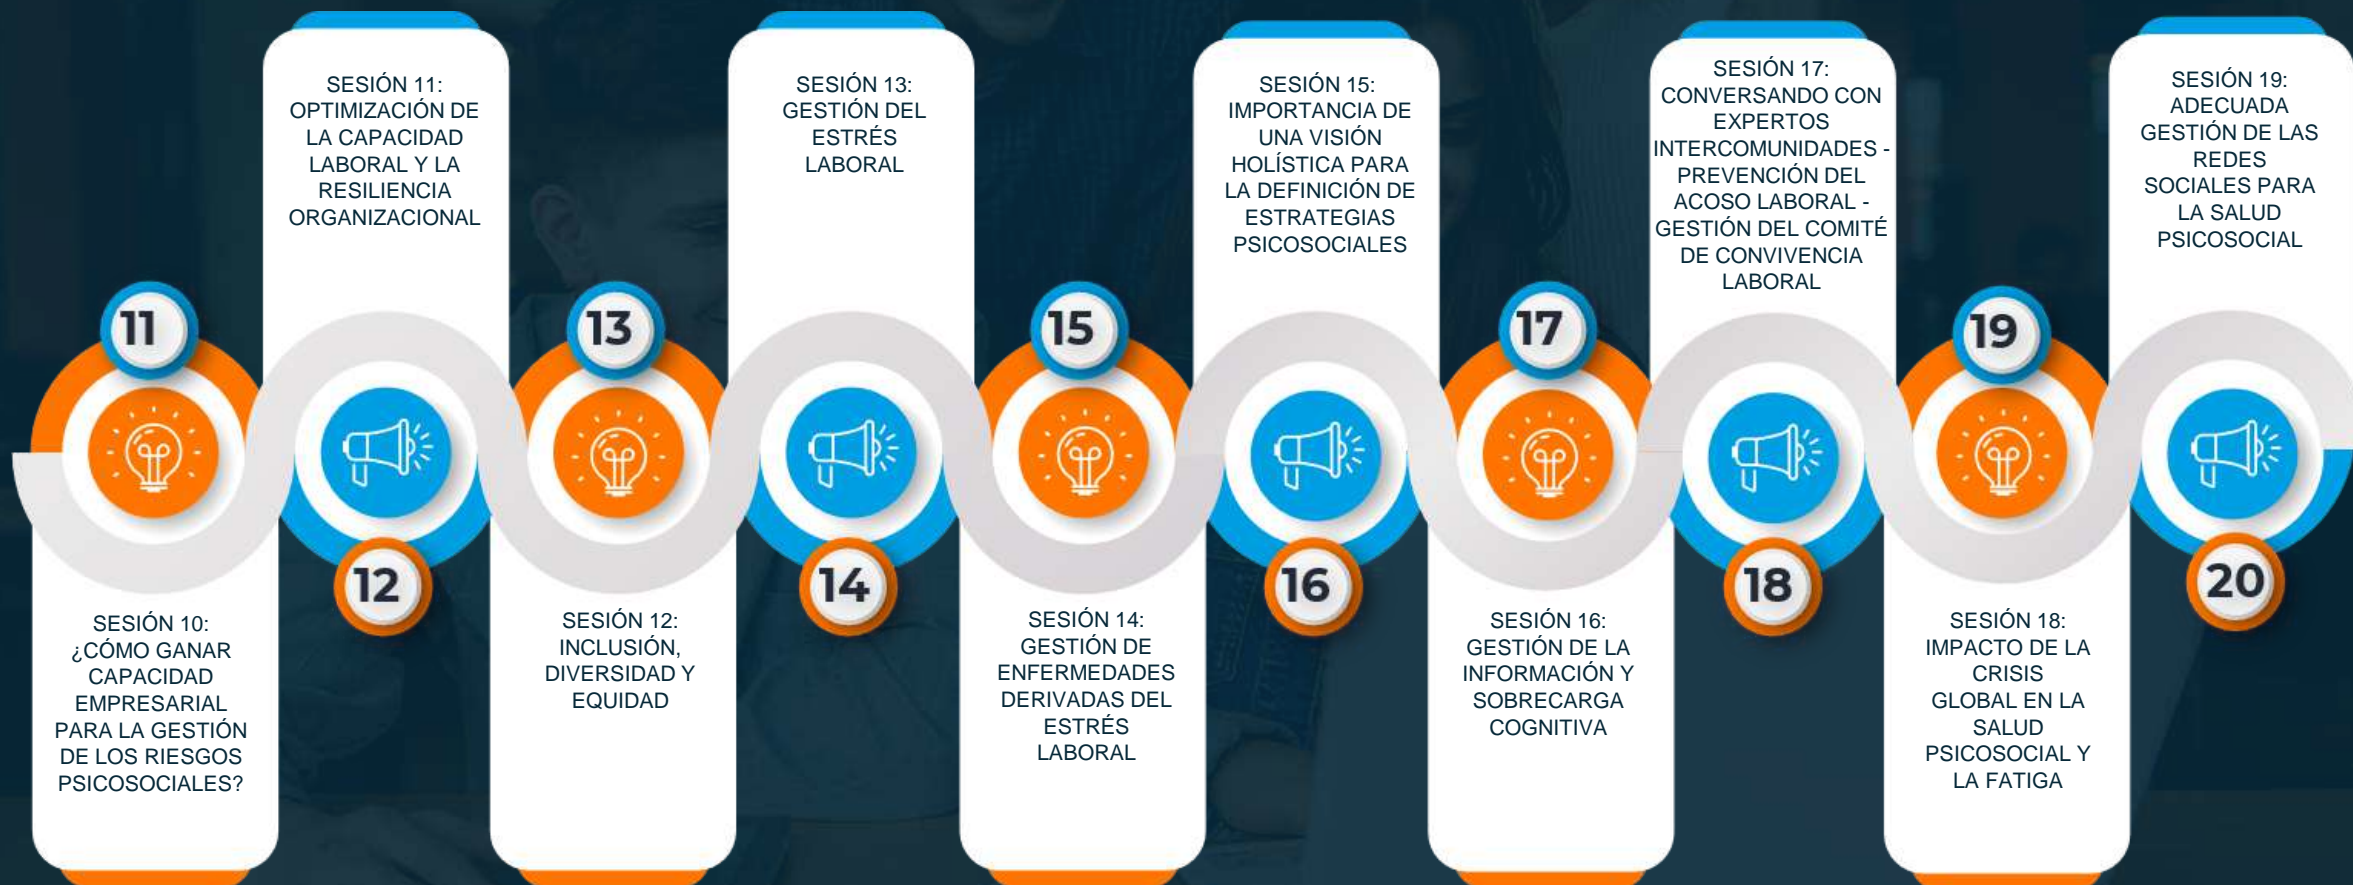 11
SESIÓN 10:
¿CÓMO GANAR
CAPACIDAD
EMPRESARIAL
PARA LA GESTIÓN
DE LOS RIESGOS
PSICOSOCIALES?
SESIÓN 11:
OPTIMIZACIÓN DE
LA CAPACIDAD
LABORAL Y LA
RESILIENCIA
ORGANIZACIONAL
12
13
SESIÓN 12:
INCLUSIÓN,
DIVERSIDAD Y
EQUIDAD
SESIÓN 13:
GESTIÓN DEL
ESTRÉS
LABORAL
14
15
SESIÓN 14:
GESTIÓN DE
ENFERMEDADES
DERIVADAS DEL
ESTRÉS
LABORAL
SESIÓN 15:
IMPORTANCIA DE
UNA VISIÓN
HOLÍSTICA PARA
LA DEFINICIÓN DE
ESTRATEGIAS
PSICOSOCIALES
16
17
SESIÓN 16:
GESTIÓN DE LA
INFORMACIÓN Y
SOBRECARGA
COGNITIVA
SESIÓN 17:
CONVERSANDO CON
EXPERTOS
INTERCOMUNIDADES -
PREVENCIÓN DEL
ACOSO LABORAL -
GESTIÓN DEL COMITÉ
DE CONVIVENCIA
LABORAL
18
19
SESIÓN 18:
IMPACTO DE LA
CRISIS
GLOBAL EN LA
SALUD
PSICOSOCIAL Y
LA FATIGA
SESIÓN 19:
ADECUADA
GESTIÓN DE LAS
REDES
SOCIALES PARA
LA SALUD
PSICOSOCIAL
20